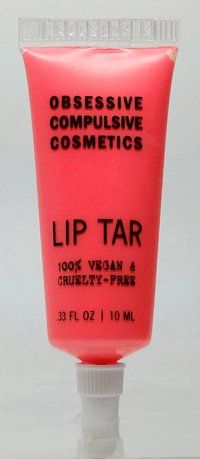 OBSESSIVE
COMPULSIVE
COSMETICS
LIP TAR
100% VEGAN &
CRUELTY-FREE
.33 FL OZ | 10 ML